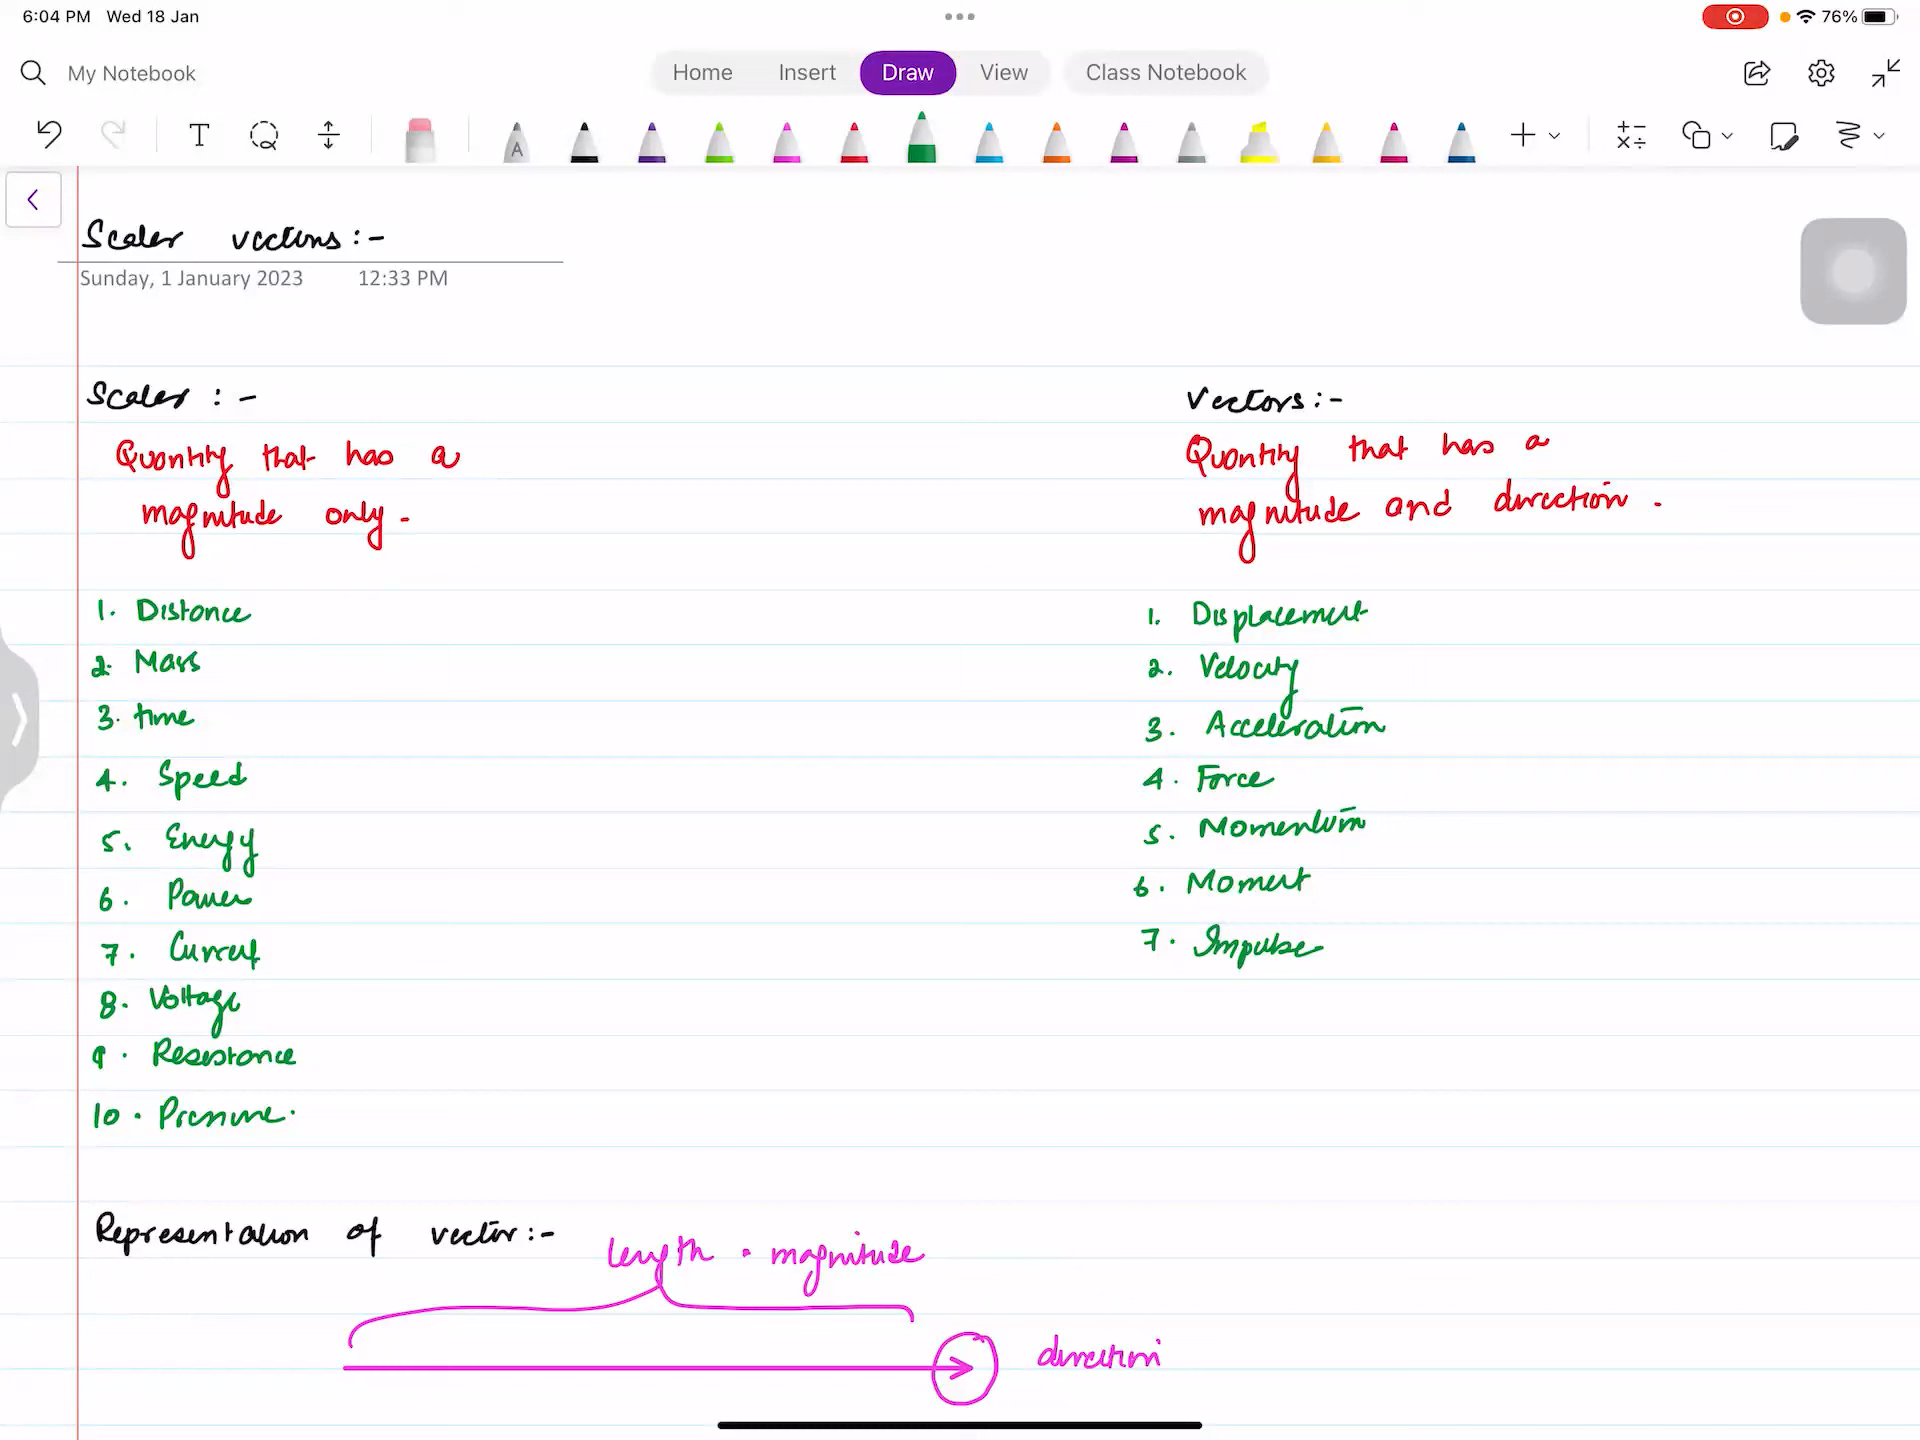 6:04 PM Wed 18 Jan
76%
My Notebook
Home Insert Draw View Class Notebook
T
A
Scaler vectors :-
Sunday, 1 January 2023 12:33 PM
Scaler :-
Quantity that has a
magnitude only.
1. Distance
2. Mass
3. time
4. Speed
5. Energy
6. Power
7. Current
8. Voltage
9. Resistance
10. Pressure.
Vectors :-
Quantity that has a
magnitude and direction.
1. Displacement
2. Velocity
3. Acceleration
4. Force
5. Momentum
6. Moment
7. Impulse
Representation of vector :-
length . magnitude
direction